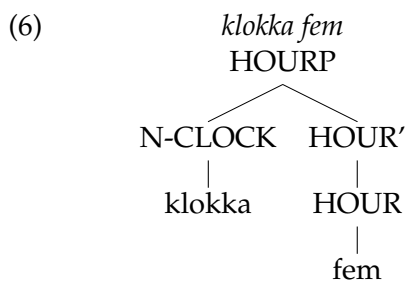 (6) klokka fem
HOURP
N-CLOCK HOUR'
klokka HOUR
fem